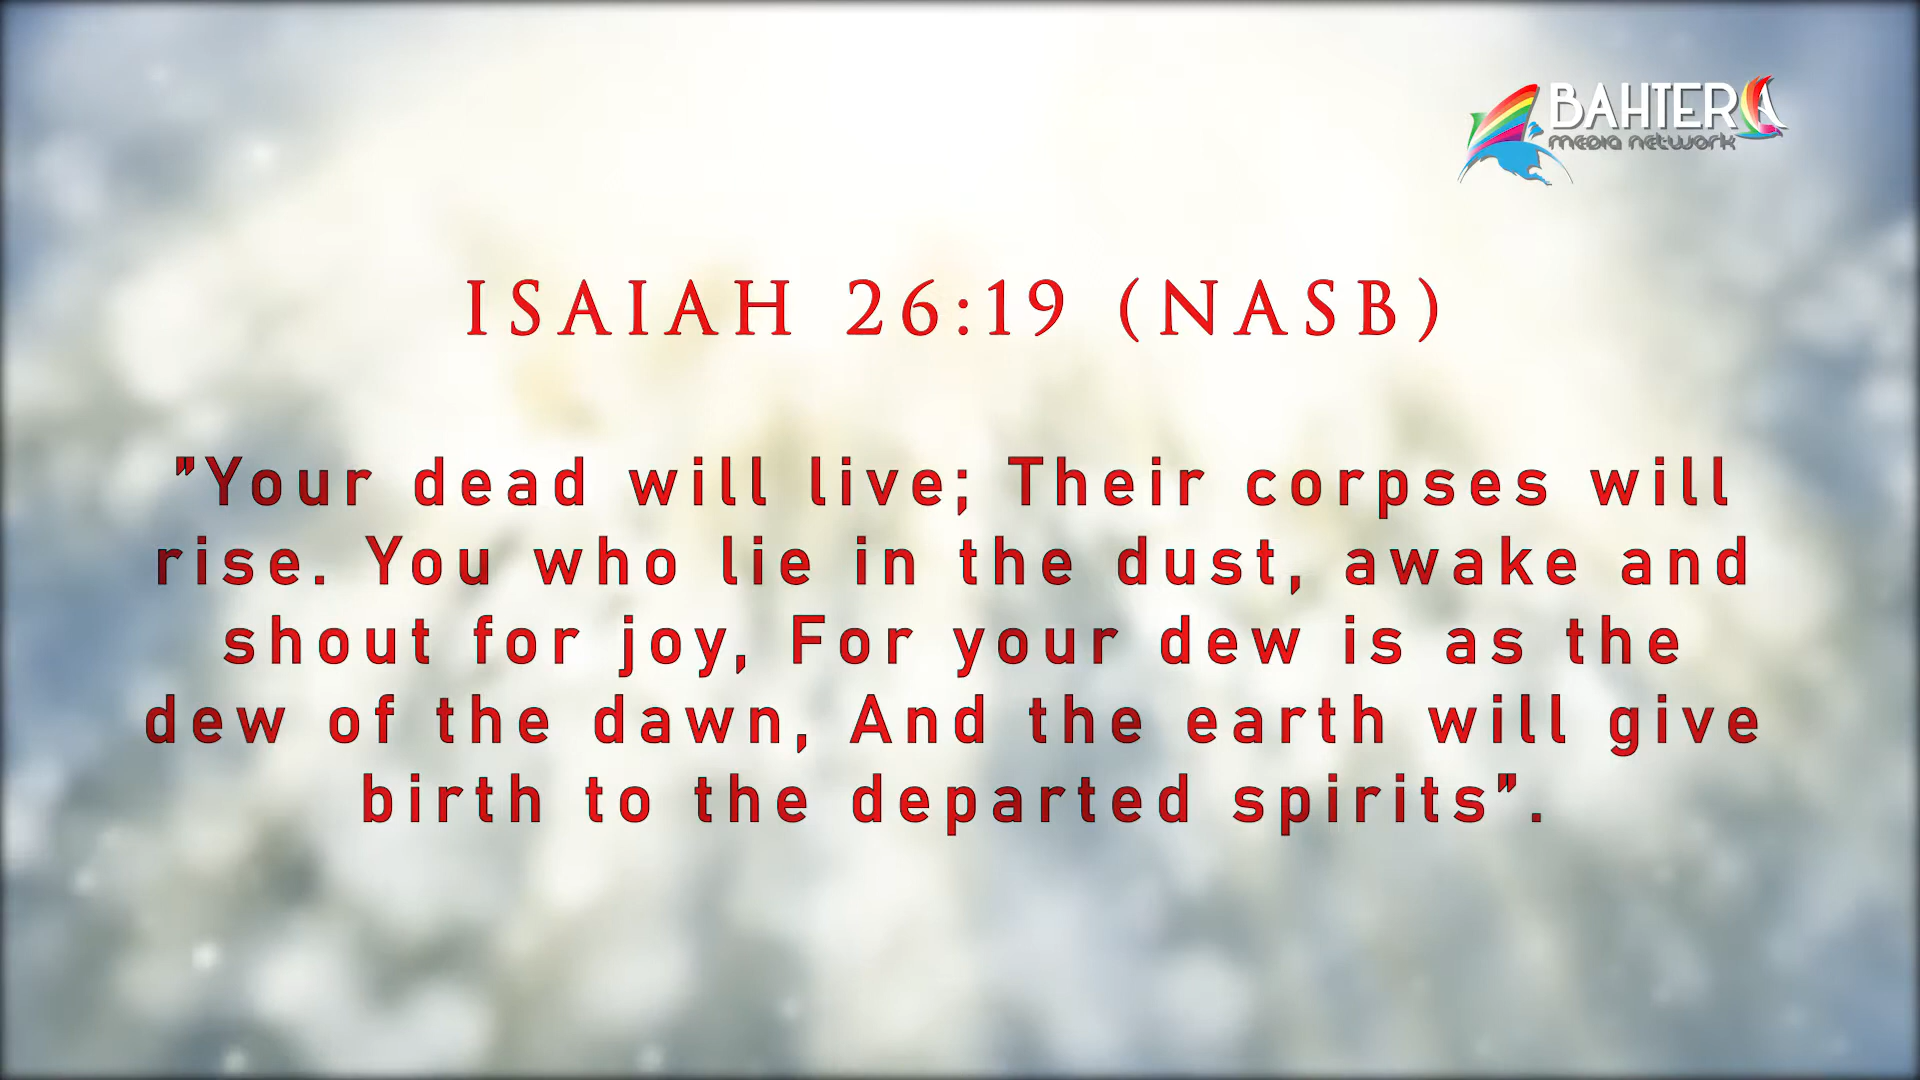 BAHTERA
media network
ISAIAH 26:19 (NASB)
"Your dead will live; Their corpses will
rise. You who lie in the dust, awake and
shout for joy, For your dew is as the
dew of the dawn, And the earth will give
birth to the departed spirits".